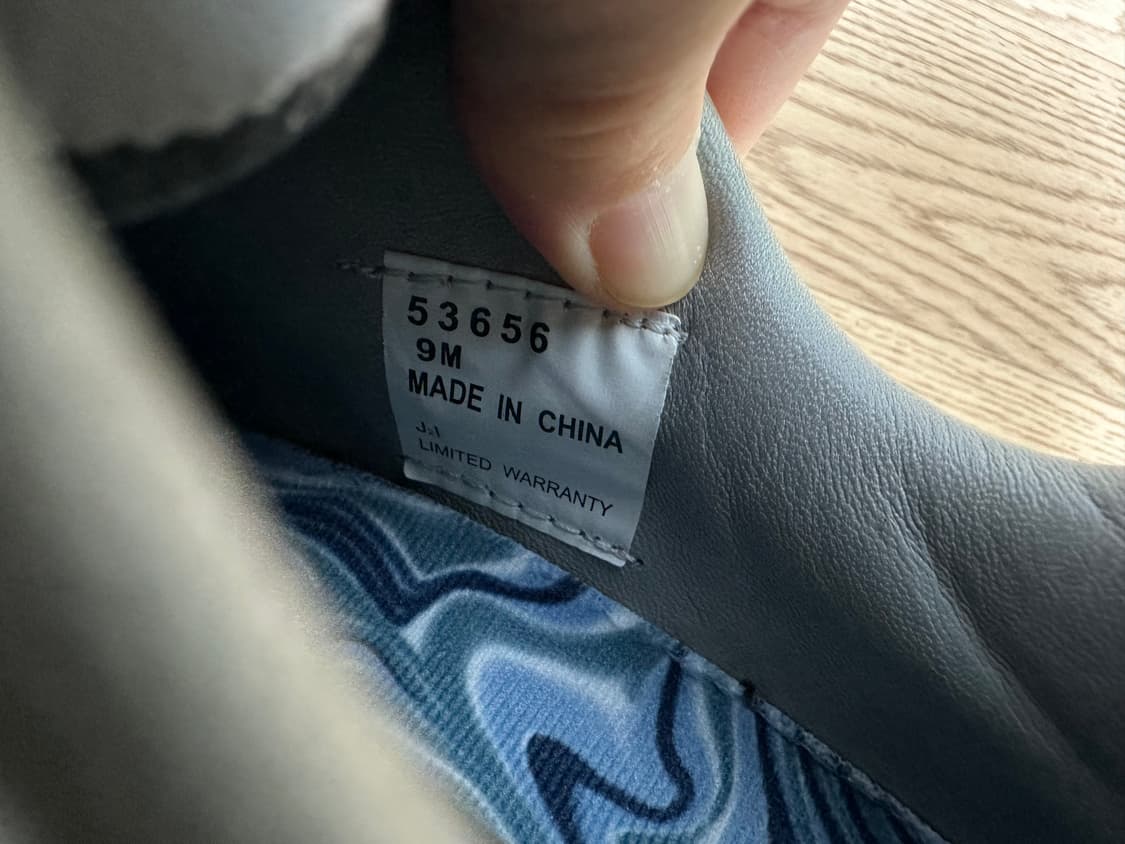 53656
9M
MADE IN CHINA
LIMITED WARRANTY